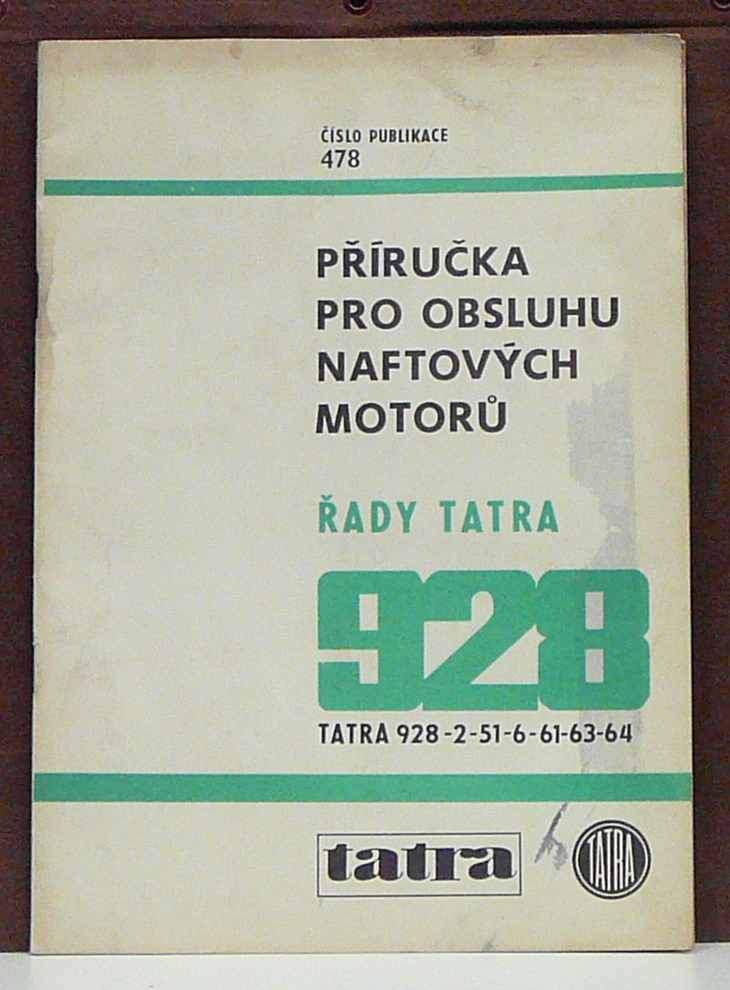 ČÍSLO PUBLIKACE
478
PŘÍRUČKA
PRO OBSLUHU
NAFTOVÝCH
MOTORŮ
ŘADY TATRA
928
TATRA 928-2-51-6-61-63-64
tatra
TATRA